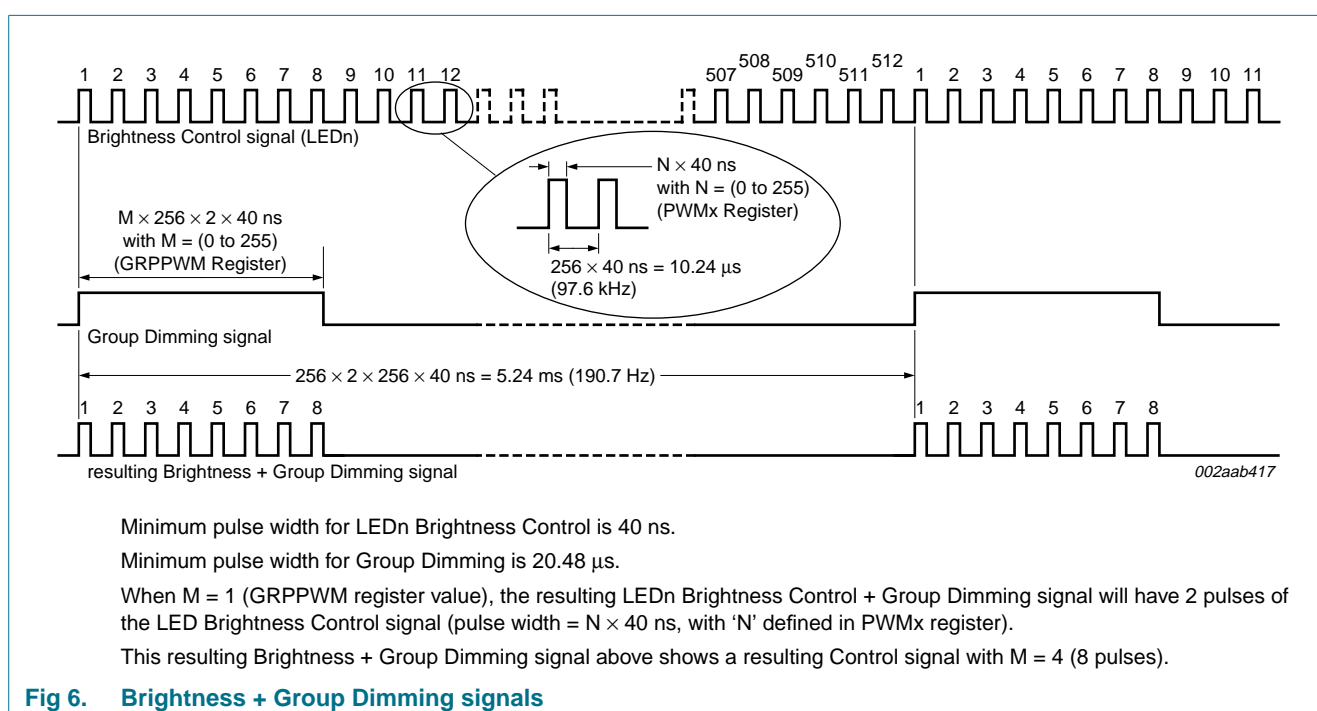 1 2 3 4 5 6 7 8 9 10 11 12 507 508 509 510 511 512 1 2 3 4 5 6 7 8 9 10 11
Brightness Control signal (LEDn)
N × 40 ns
with N = (0 to 255)
(PWMx Register)
256 × 40 ns = 10.24 μs
(97.6 kHz)
M × 256 × 2 × 40 ns
with M = (0 to 255)
(GRPPWM Register)
Group Dimming signal
256 × 2 × 256 × 40 ns = 5.24 ms (190.7 Hz)
1 2 3 4 5 6 7 8 1 2 3 4 5 6 7 8
resulting Brightness + Group Dimming signal
002aab417
Minimum pulse width for LEDn Brightness Control is 40 ns.
Minimum pulse width for Group Dimming is 20.48 μs.
When M = 1 (GRPPWM register value), the resulting LEDn Brightness Control + Group Dimming signal will have 2 pulses of
the LED Brightness Control signal (pulse width = N × 40 ns, with ‘N’ defined in PWMx register).
This resulting Brightness + Group Dimming signal above shows a resulting Control signal with M = 4 (8 pulses).
Fig 6. Brightness + Group Dimming signals